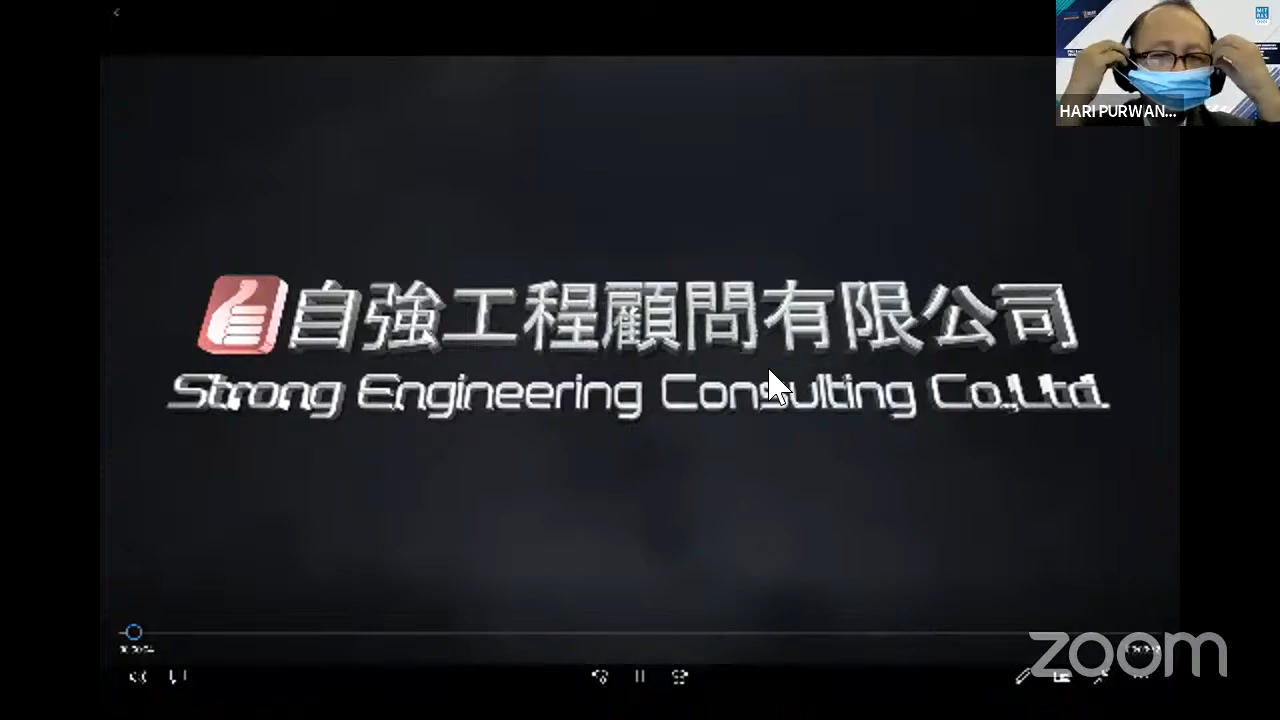 HARI PURWAN...
自強工程顧問有限公司
Strong Engineering Consulting Co.,Ltd.
zoom